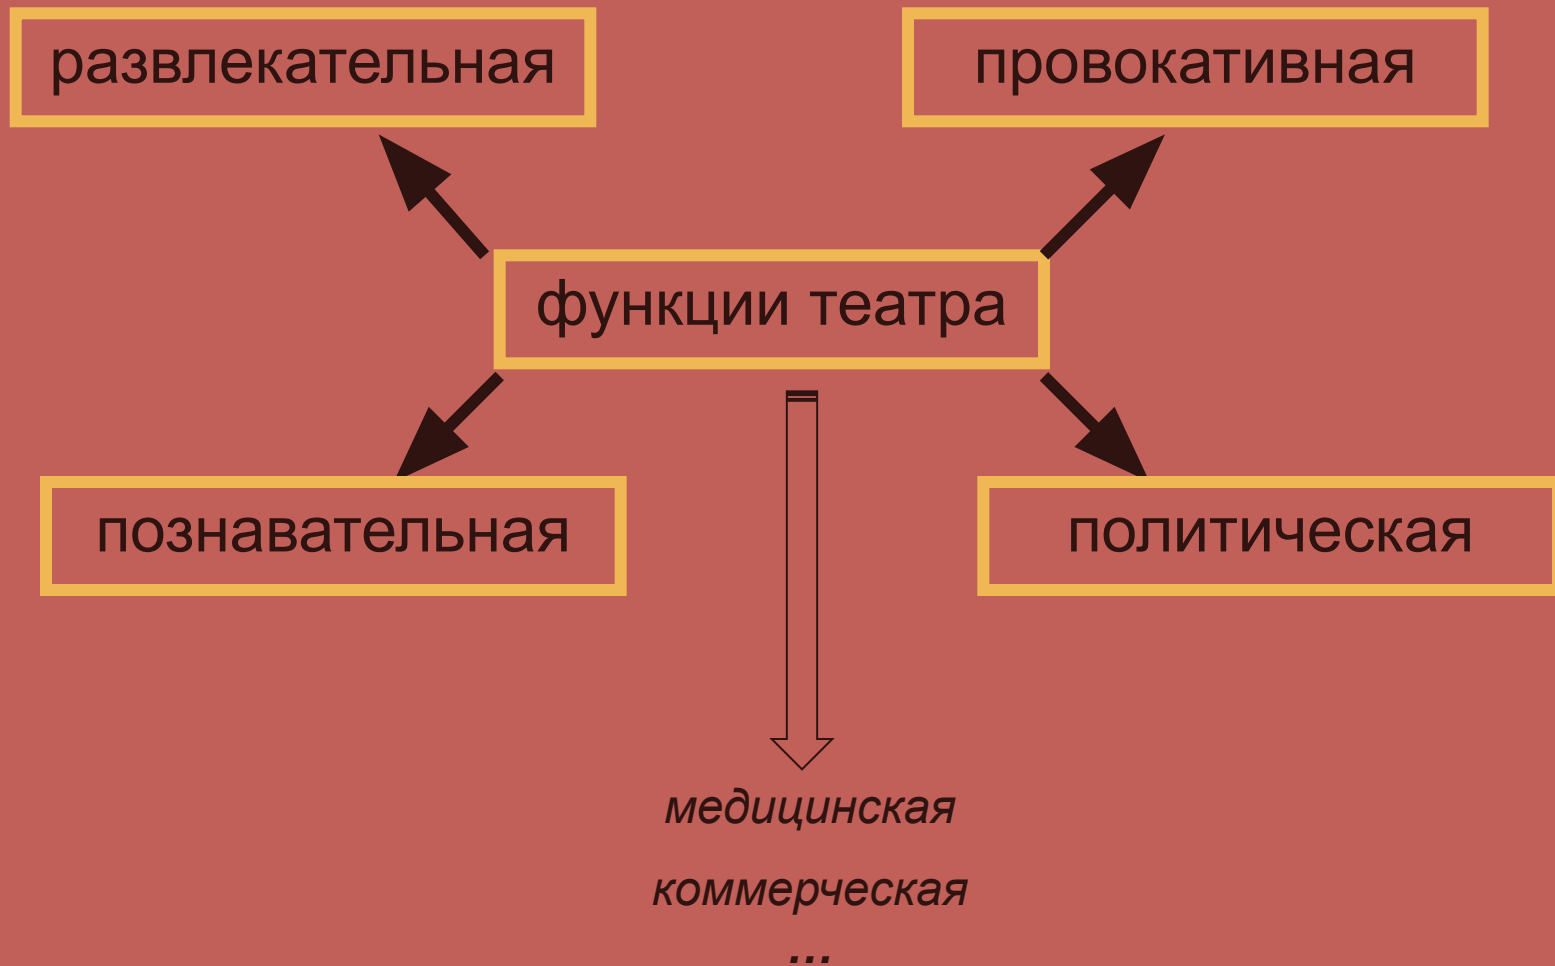 развлекательная
провокативная
функции театра
познавательная
политическая
медицинская
коммерческая
...